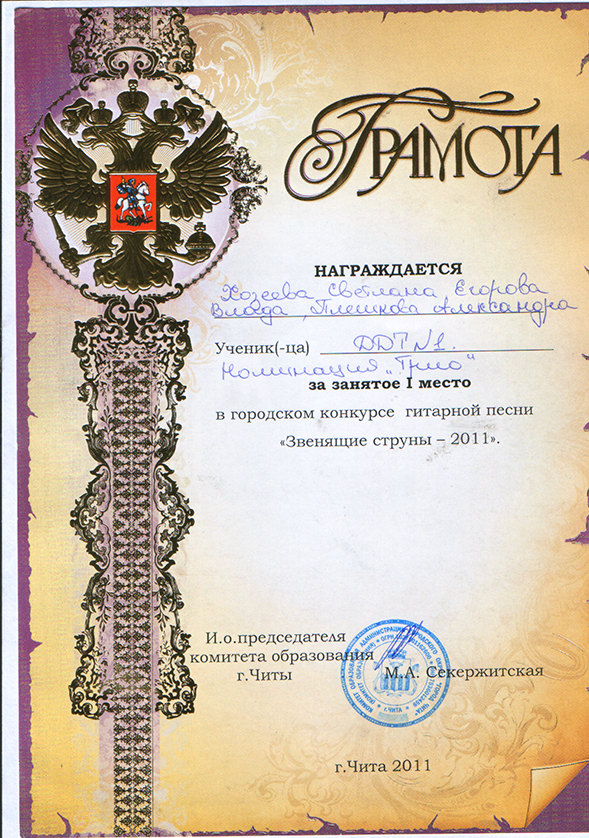 ГРАМОТА
НАГРАЖДАЕТСЯ
Хозеева Светлана Егорова
Влада, Плешкова Александра
Ученик(-ца) ДДТ №1.
Номинация „Трио"
за занятое I место
в городском конкурсе гитарной песни
«Звенящие струны – 2011».
И.о.председателя
комитета образования
г.Читы М.А. Секержитская
г.Чита 2011